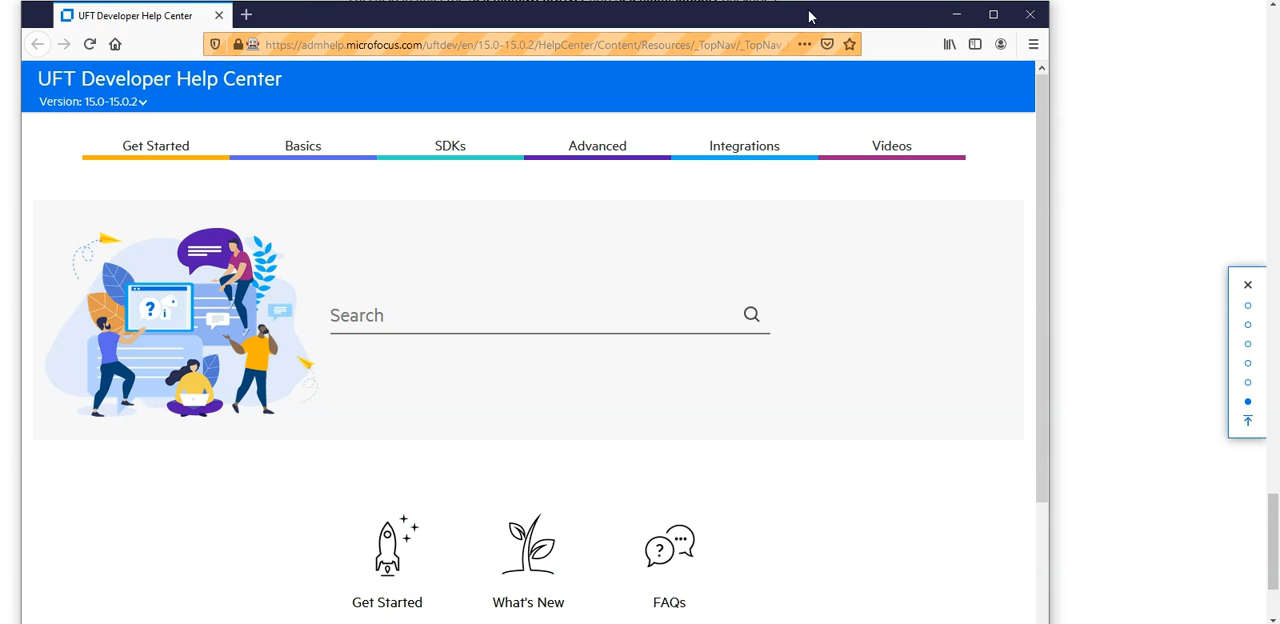 UFT Developer Help Center
https://admhelp.microfocus.com/uftdev/en/15.0-15.0.2/HelpCenter/Content/Resources/_TopNav/_TopNav_
UFT Developer Help Center
Version: 15.0-15.0.2
Get Started Basics SDKs Advanced Integrations Videos
Search
Get Started What's New FAQs